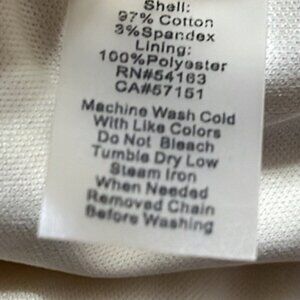 Shell:
97% Cotton
3%Spandex
Lining:
100%Polyester
RN#54163
CA#57151
Machine Wash Cold
With Like Colors
Do Not Bleach
Tumble Dry Low
Steam Iron
When Needed
Removed Chain
Before Washing